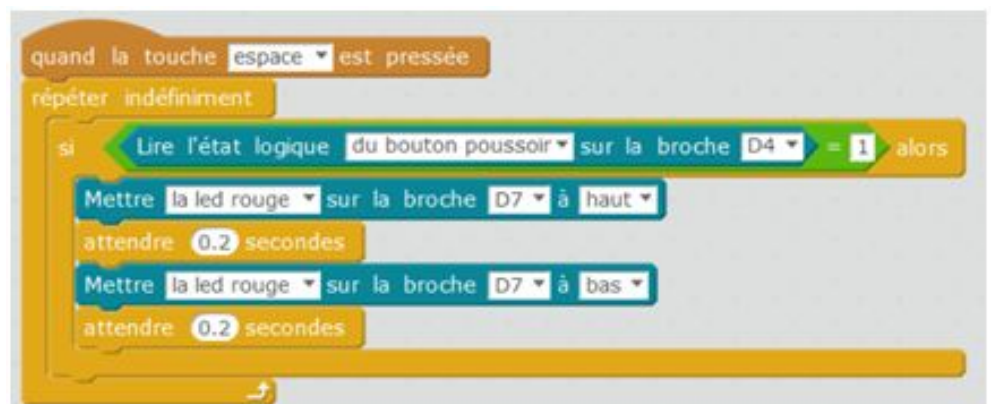 quand la touche espace est pressée
répéter indéfiniment
si Lire l'état logique du bouton poussoir sur la broche D4 = 1 alors
Mettre la led rouge sur la broche D7 à haut
attendre 0.2 secondes
Mettre la led rouge sur la broche D7 à bas
attendre 0.2 secondes